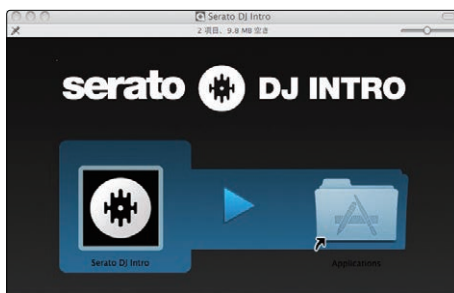 Serato DJ Intro
2 項目、9.8 MB 空き
serato DJ INTRO
Serato DJ Intro
Applications